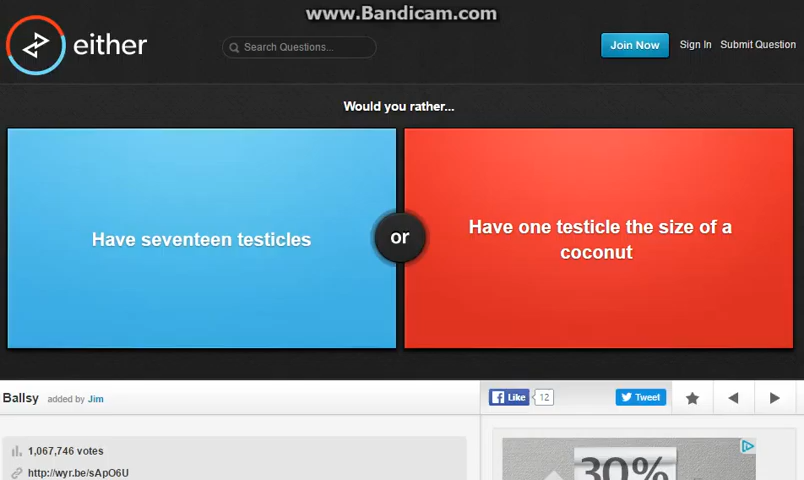 www.Bandicam.com
either
Search Questions...
Join Now
Sign In
Submit Question
Would you rather...
Have seventeen testicles
or
Have one testicle the size of a
coconut
Ballsy
added by Jim
Like
12
Tweet
1,067,746 votes
http://wyr.be/sApO6U
30%